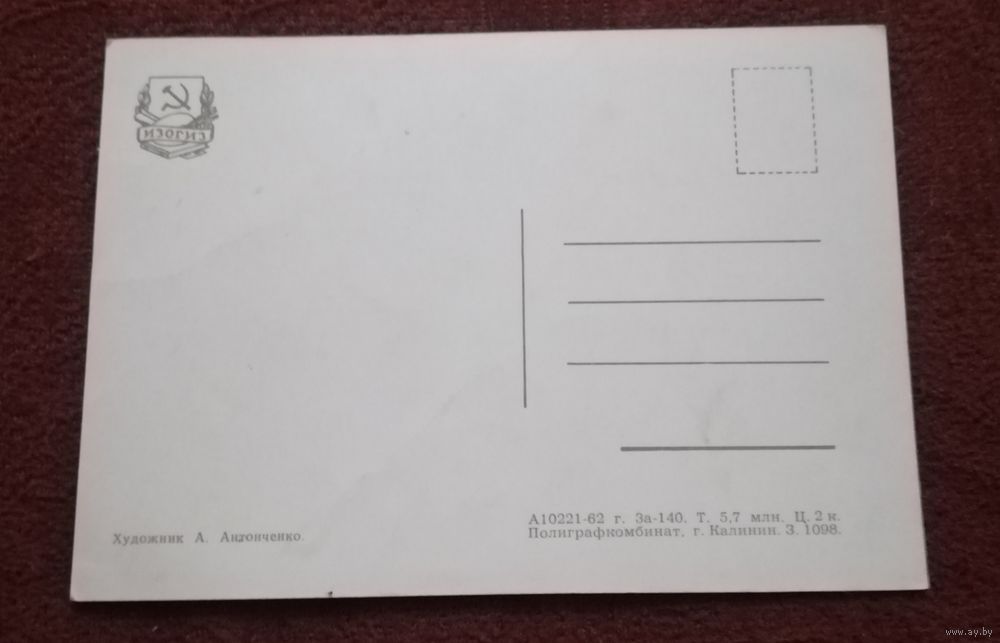 ИЗОГИЗ
Художник А. Антонченко.
А10221-62 г. За-140. Т. 5,7 млн. Ц. 2 к.
Полиграфкомбинат, г. Калинин. З. 1098.
www.ay.by